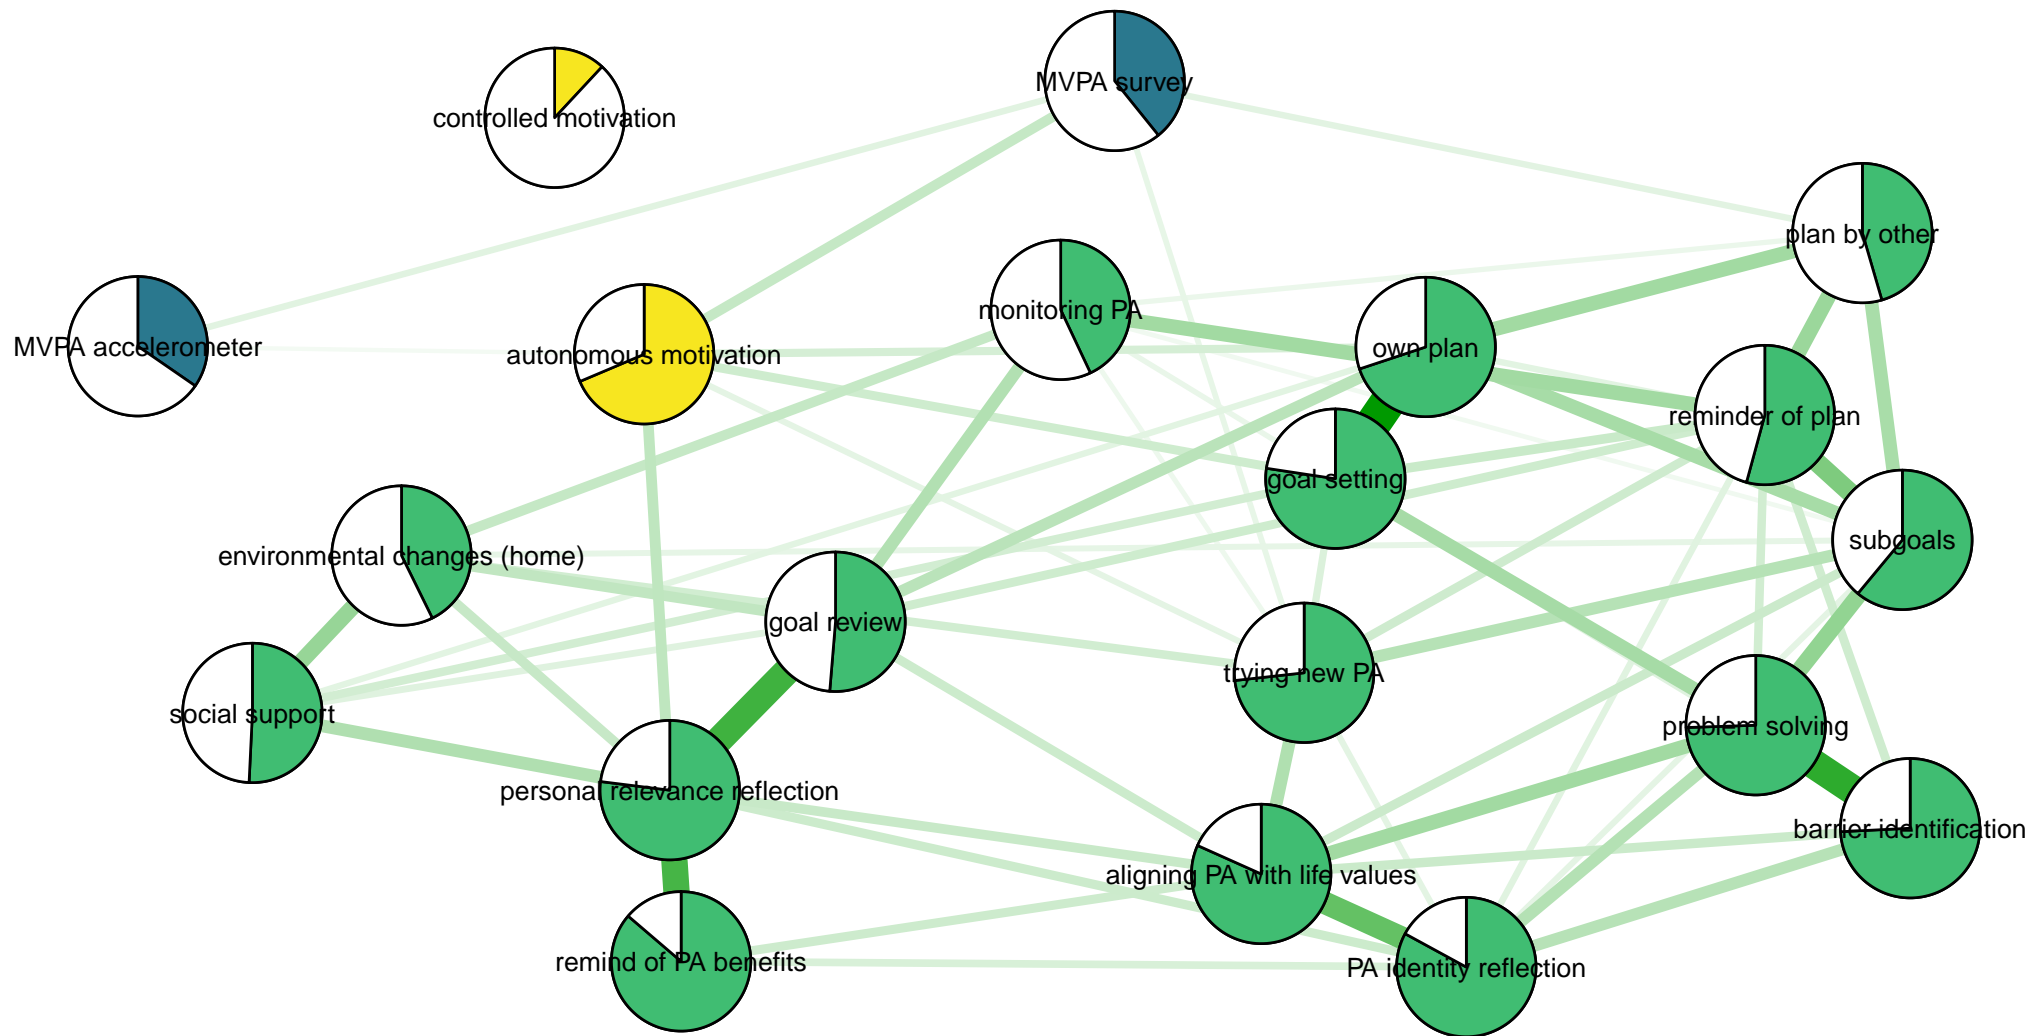 MVPA survey
controlled motivation
plan by other
monitoring PA
MVPA accelerometer
autonomous motivation
own plan
reminder of plan
goal setting
subgoals
environmental changes (home)
goal review
trying new PA
social support
problem solving
personal relevance reflection
barrier identification
aligning PA with life values
remind of PA benefits
PA identity reflection